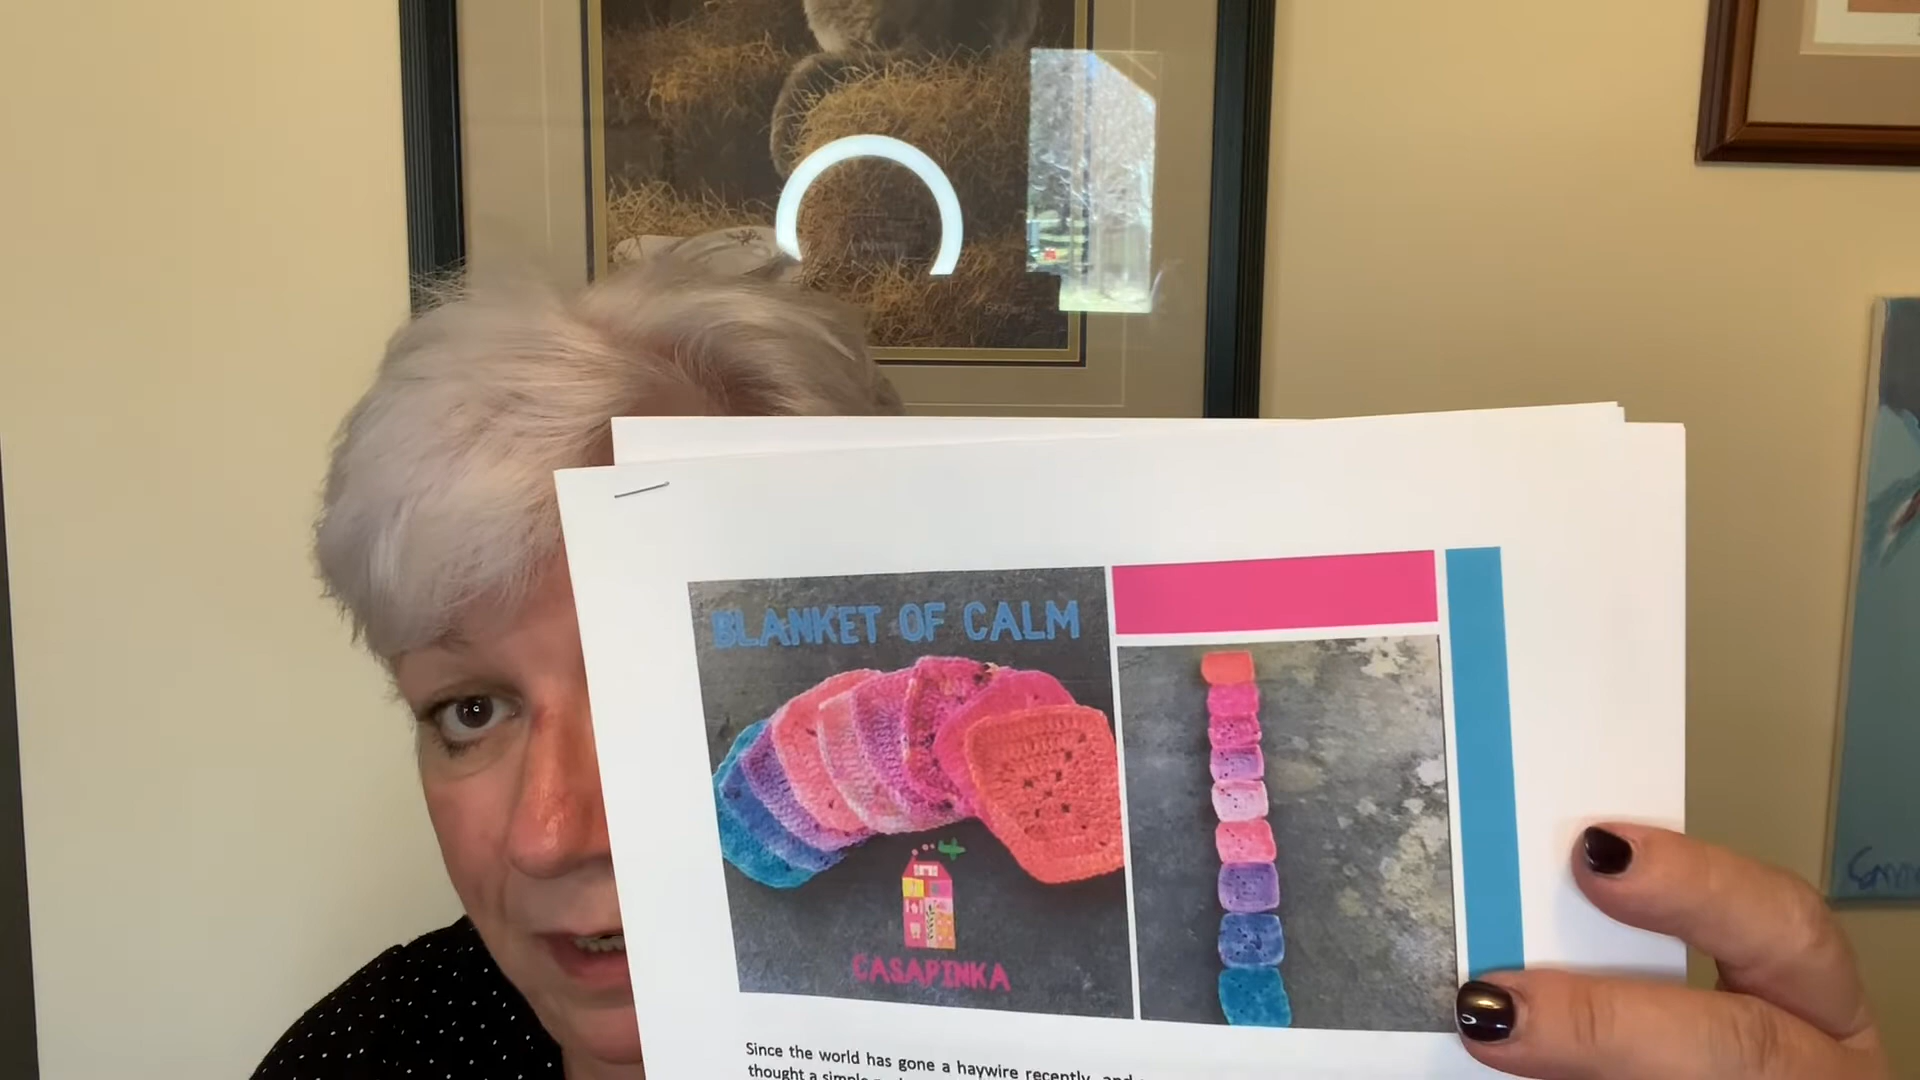 BLANKET OF CALM
CASAPINKA
Since the world has gone a haywire recently, and
thought a simple